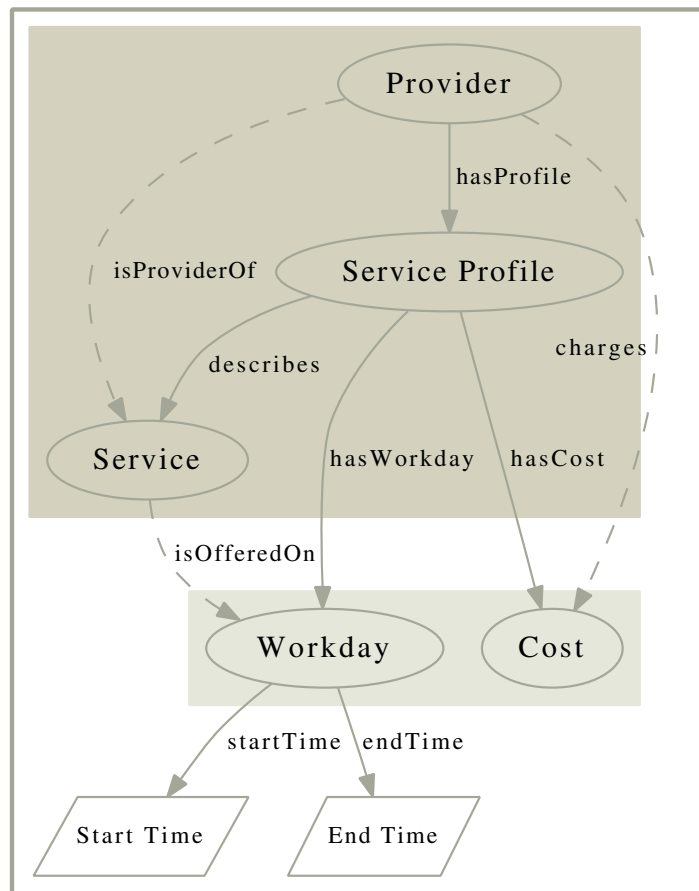 Provider
hasProfile
isProviderOf
Service Profile
charges
describes
Service
hasWorkday
hasCost
isOfferedOn
Workday
Cost
startTime
endTime
Start Time
End Time